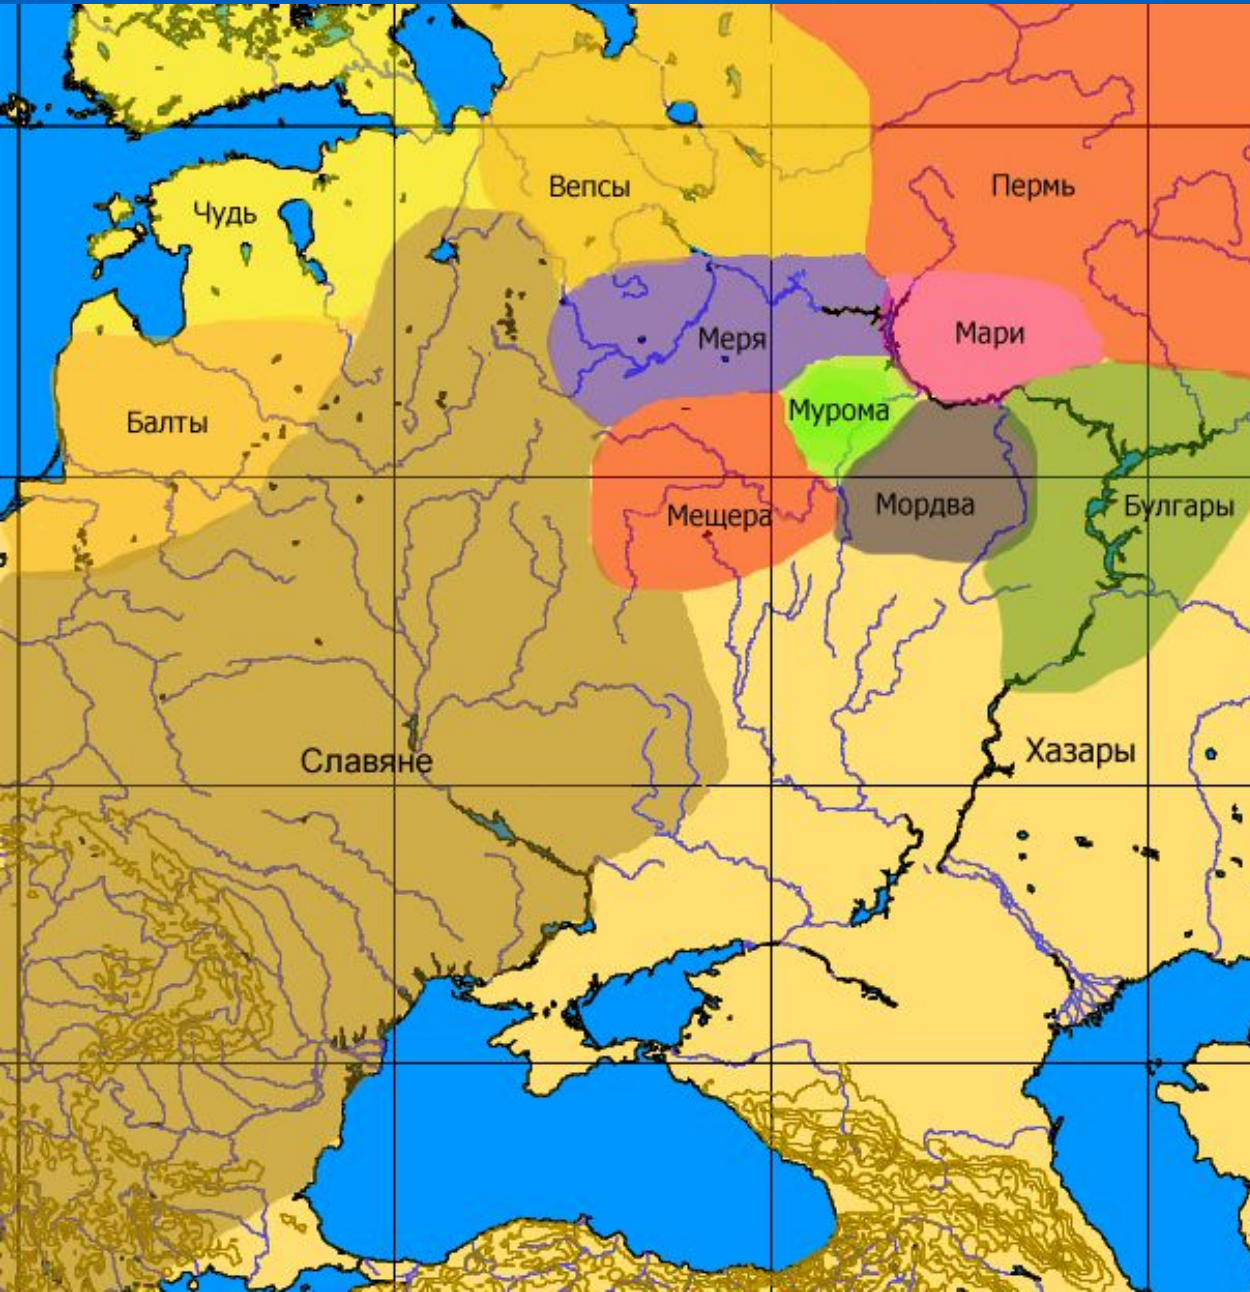 Вепсы
Пермь
Чудь
Меря
Мари
Мурома
Балты
Мещера
Мордва
Булгары
Славяне
Хазары